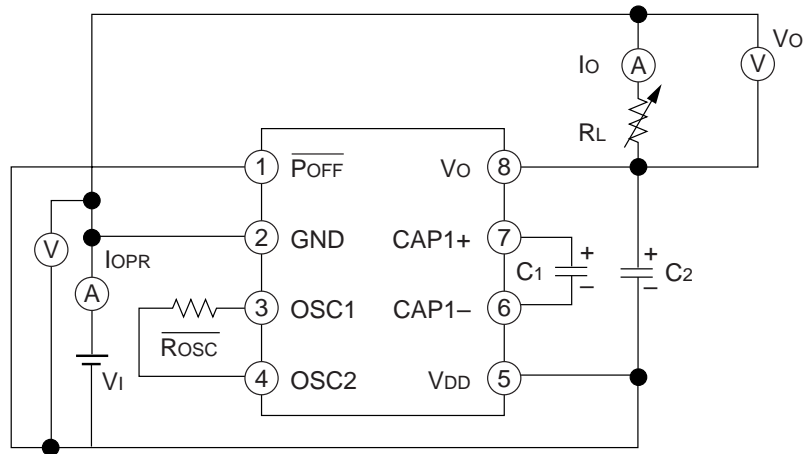 VO
IO
A
V
RL
1
POFF
VO
8
V
2
GND
CAP1+
7
+
+
IOPR
C1
C2
A
–
–
3
OSC1
CAP1–
6
ROSC
VI
4
OSC2
VDD
5